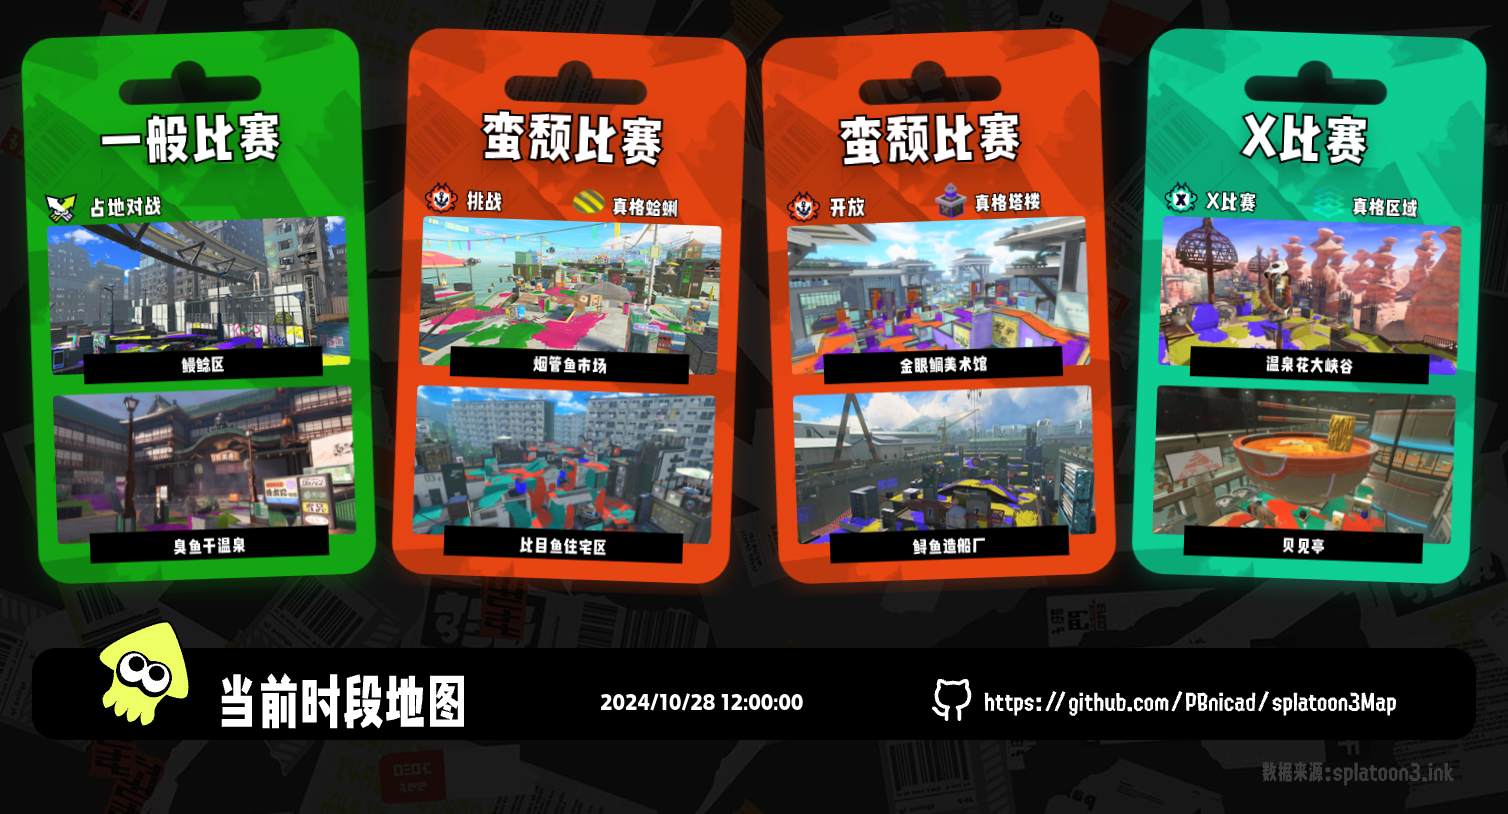 一般比赛
占地对战
鳗鲶区
臭鱼干温泉
蛮颓比赛
挑战
真格蛤蜊
烟管鱼市场
比目鱼住宅区
蛮颓比赛
开放
真格塔楼
金眼鲷美术馆
鲟鱼造船厂
X比赛
X比赛
真格区域
温泉花大峡谷
贝见亭
当前时段地图
2024/10/28 12:00:00
https://github.com/PBnicad/splatoon3Map
数据来源:splatoon3.ink